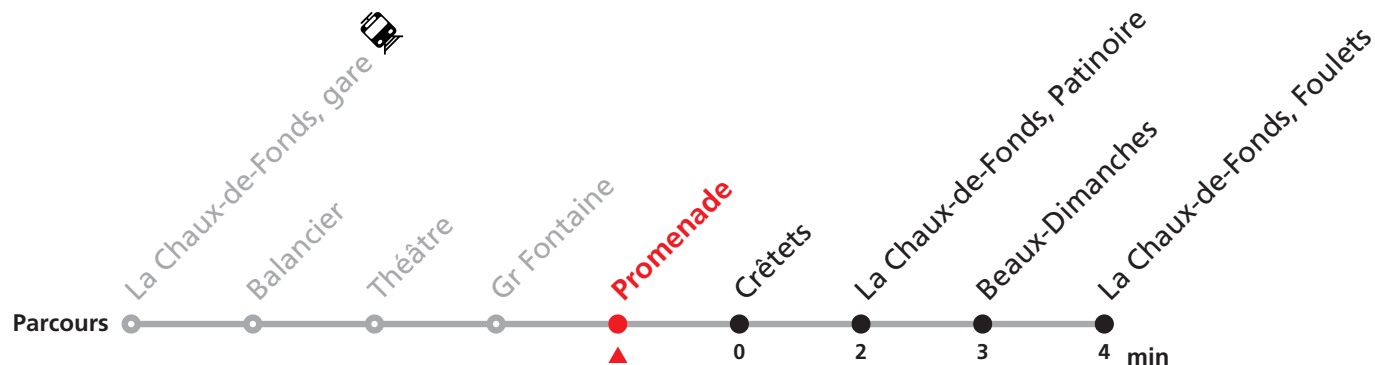 La Chaux-de-Fonds, gare
Balancier
Théâtre
Gr Fontaine
Promenade
Crêtets
La Chaux-de-Fonds, Patinoire
Beaux-Dimanches
La Chaux-de-Fonds, Foulets
Parcours
0 2 3 4 min